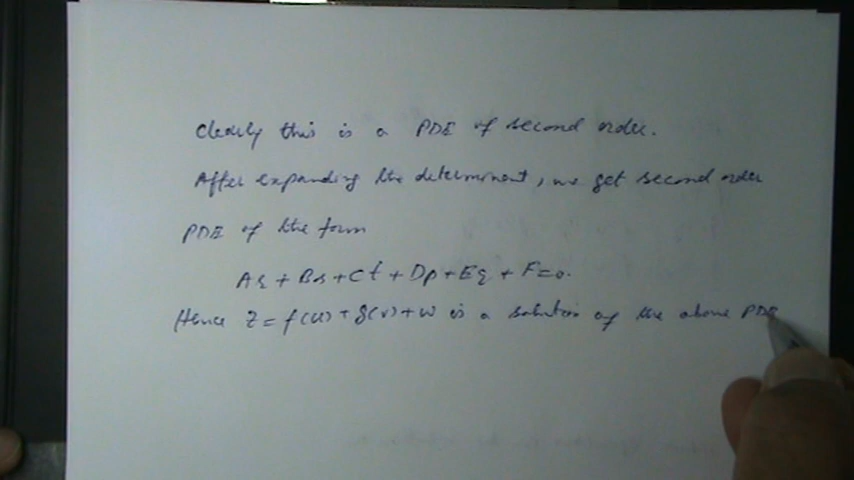 clearly this is a PDE of second order.
After expanding the determinent, we get second order
PDE of the form
Ar + Bs + Ct + Dp + Eq + F = 0.
Hence z = f(u) + g(v) + w is a solution of the above PDE